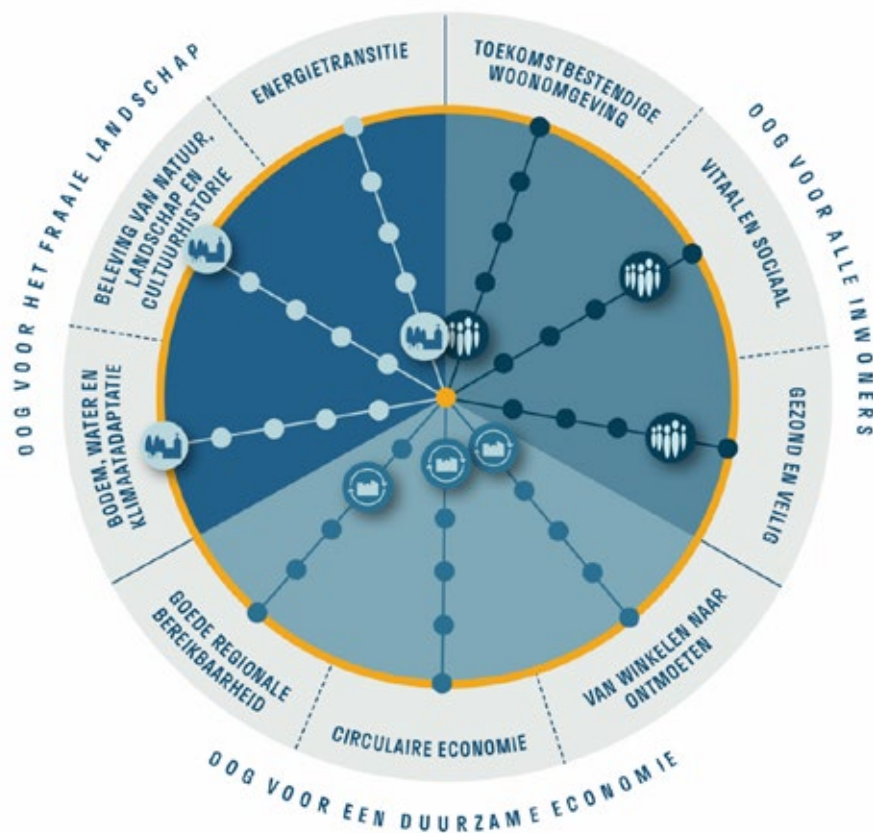 OOG VOOR HET FRAAIE LANDSCHAP
ENERGIETRANSITIE
BELEVING VAN NATUUR,
LANDSCHAP EN
CULTUURHISTORIE
BODEM, WATER EN
KLIMAATADAPTATIE
OOG VOOR ALLE INWONERS
TOEKOMSTBESTENDIGE
WOONOMGEVING
VITAAL EN SOCIAAL
GEZOND EN VEILIG
VAN WINKELEN NAAR
ONTMOETEN
CIRCULAIRE ECONOMIE
GOEDE REGIONALE
BEREIKBAARHEID
OOG VOOR EEN DUURZAME ECONOMIE